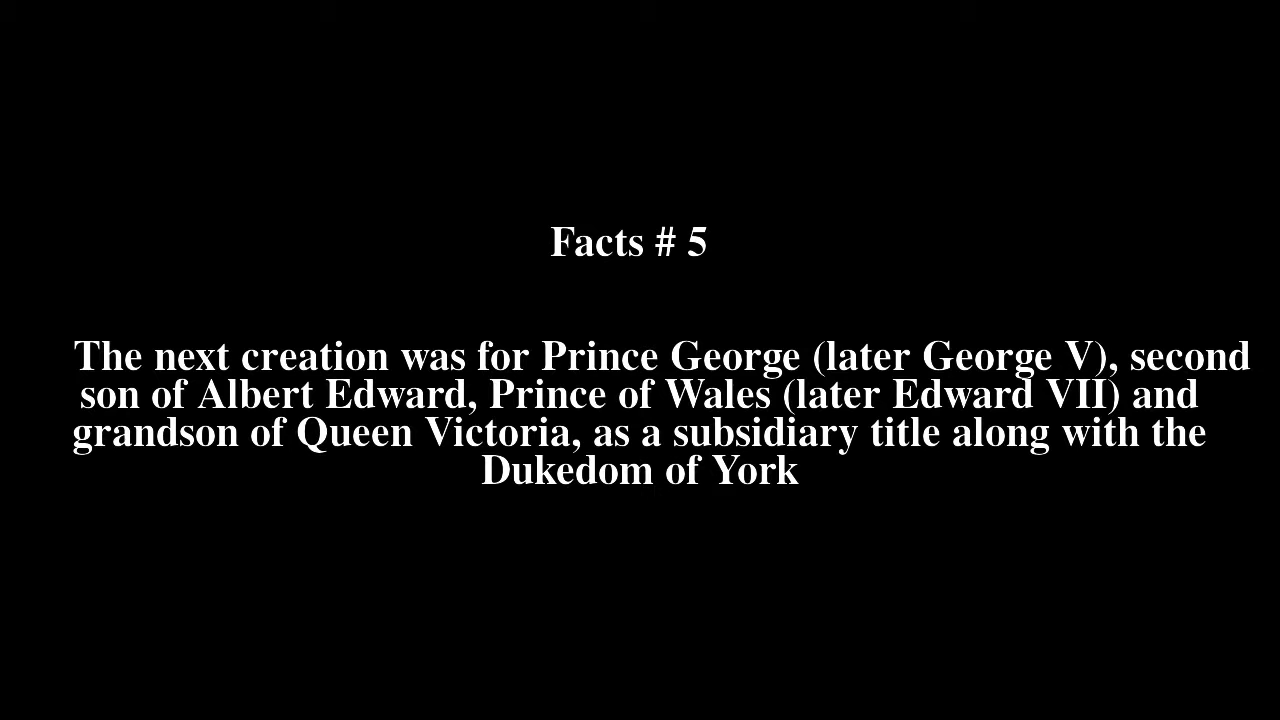 Facts # 5
The next creation was for Prince George (later George V), second
son of Albert Edward, Prince of Wales (later Edward VII) and
grandson of Queen Victoria, as a subsidiary title along with the
Dukedom of York